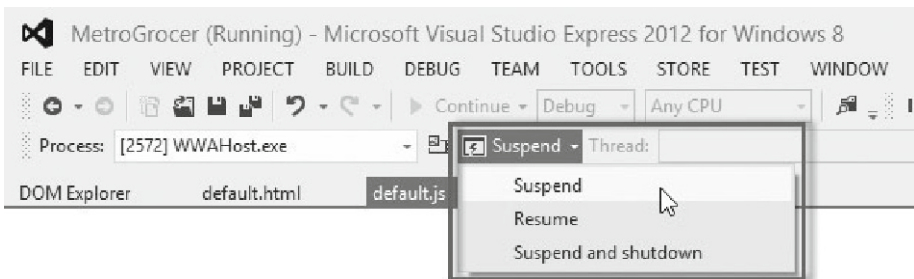 MetroGrocer (Running) - Microsoft Visual Studio Express 2012 for Windows 8
FILE EDIT VIEW PROJECT BUILD DEBUG TEAM TOOLS STORE TEST WINDOW
Continue Debug Any CPU
Process: [2572] WWAHost.exe Suspend Thread:
DOM Explorer default.html default.js
Suspend
Resume
Suspend and shutdown